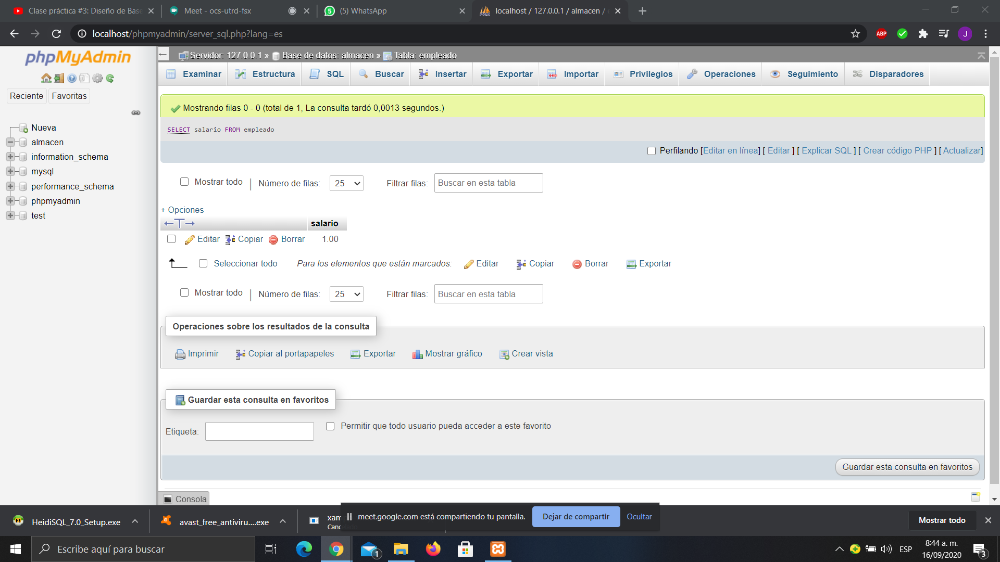 Clase práctica #3: Diseño de Base
Meet - ocs-utrd-fsx
(5) WhatsApp
localhost / 127.0.0.1 / almacen /
localhost/phpmyadmin/server_sql.php?lang=es
ABP
J
phpMyAdmin
Reciente
Favoritas
Nueva
almacen
information_schema
mysql
performance_schema
phpmyadmin
test
Servidor: 127.0.0.1 » Base de datos: almacen » Tabla: empleado
Examinar
Estructura
SQL
Buscar
Insertar
Exportar
Importar
Privilegios
Operaciones
Seguimiento
Disparadores
Mostrando filas 0 - 0 (total de 1, La consulta tardó 0,0013 segundos.)
SELECT salario FROM empleado
Perfilando [Editar en línea] [ Editar ] [ Explicar SQL ] [ Crear código PHP ] [ Actualizar]
Mostrar todo | Número de filas: 25 Filtrar filas: Buscar en esta tabla
+ Opciones
←T→ salario
Editar Copiar Borrar 1.00
Seleccionar todo Para los elementos que están marcados: Editar Copiar Borrar Exportar
Mostrar todo | Número de filas: 25 Filtrar filas: Buscar en esta tabla
Operaciones sobre los resultados de la consulta
Imprimir Copiar al portapapeles Exportar Mostrar gráfico Crear vista
Guardar esta consulta en favoritos
Etiqueta: Permitir que todo usuario pueda acceder a este favorito
Guardar esta consulta en favoritos
Consola
HeidiSQL_7.0_Setup.exe
avast_free_antiviru....exe
meet.google.com está compartiendo tu pantalla.
Dejar de compartir
Ocultar
Mostrar todo
Escribe aquí para buscar
1
ESP
8:44 a. m.
16/09/2020
3